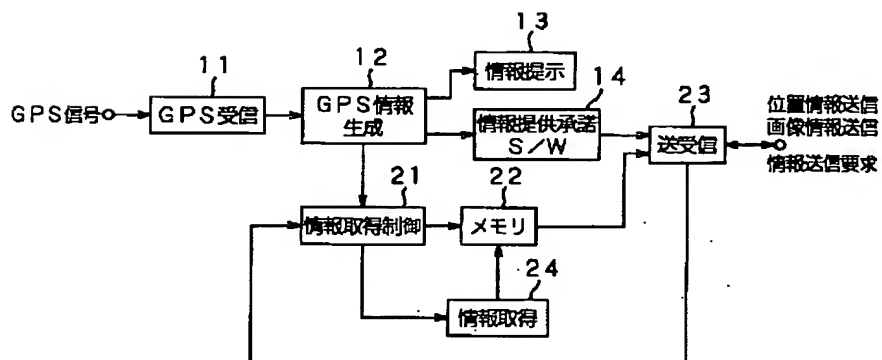 13
12
11
情報提示
14
GPS情報
生成
GPS信号
GPS受信
23
位置情報送信
画像情報送信
情報提供承諾
S/W
送受信
情報送信要求
21
22
情報取得制御
メモリ
24
情報取得